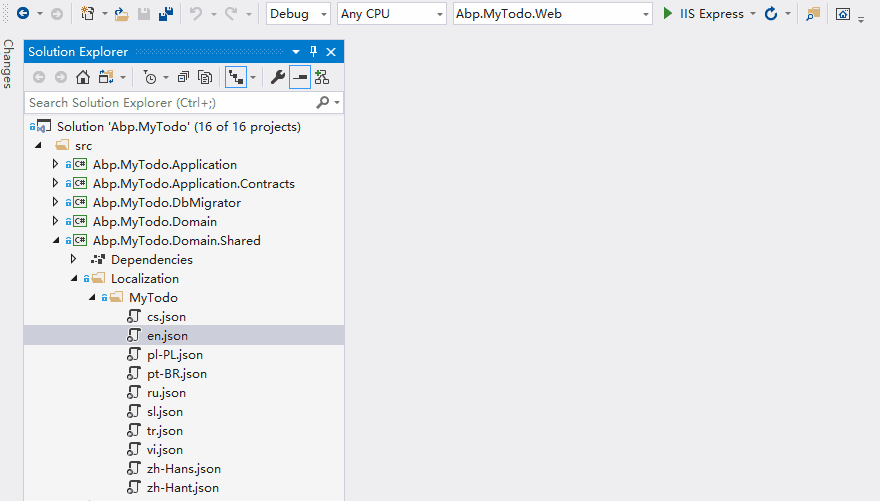 Debug Any CPU Abp.MyTodo.Web IIS Express
Changes
Solution Explorer
Search Solution Explorer (Ctrl+;)
Solution 'Abp.MyTodo' (16 of 16 projects)
src
C# Abp.MyTodo.Application
C# Abp.MyTodo.Application.Contracts
C# Abp.MyTodo.DbMigrator
C# Abp.MyTodo.Domain
C# Abp.MyTodo.Domain.Shared
Dependencies
Localization
MyTodo
cs.json
en.json
pl-PL.json
pt-BR.json
ru.json
sl.json
tr.json
vi.json
zh-Hans.json
zh-Hant.json